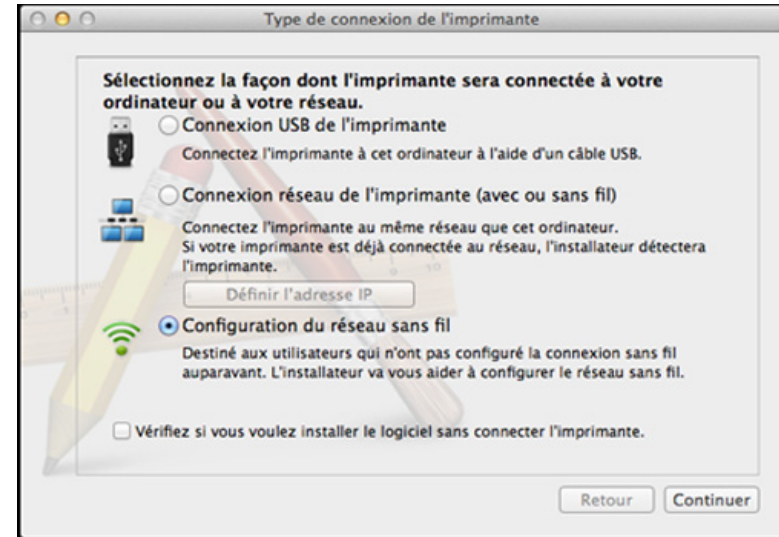 Type de connexion de l'imprimante
Sélectionnez la façon dont l'imprimante sera connectée à votre
ordinateur ou à votre réseau.
Connexion USB de l'imprimante
Connectez l'imprimante à cet ordinateur à l'aide d'un câble USB.
Connexion réseau de l'imprimante (avec ou sans fil)
Connectez l'imprimante au même réseau que cet ordinateur.
Si votre imprimante est déjà connectée au réseau, l'installateur détectera
l'imprimante.
Définir l'adresse IP
Configuration du réseau sans fil
Destiné aux utilisateurs qui n'ont pas configuré la connexion sans fil
auparavant. L'installateur va vous aider à configurer le réseau sans fil.
Vérifiez si vous voulez installer le logiciel sans connecter l'imprimante.
Retour
Continuer